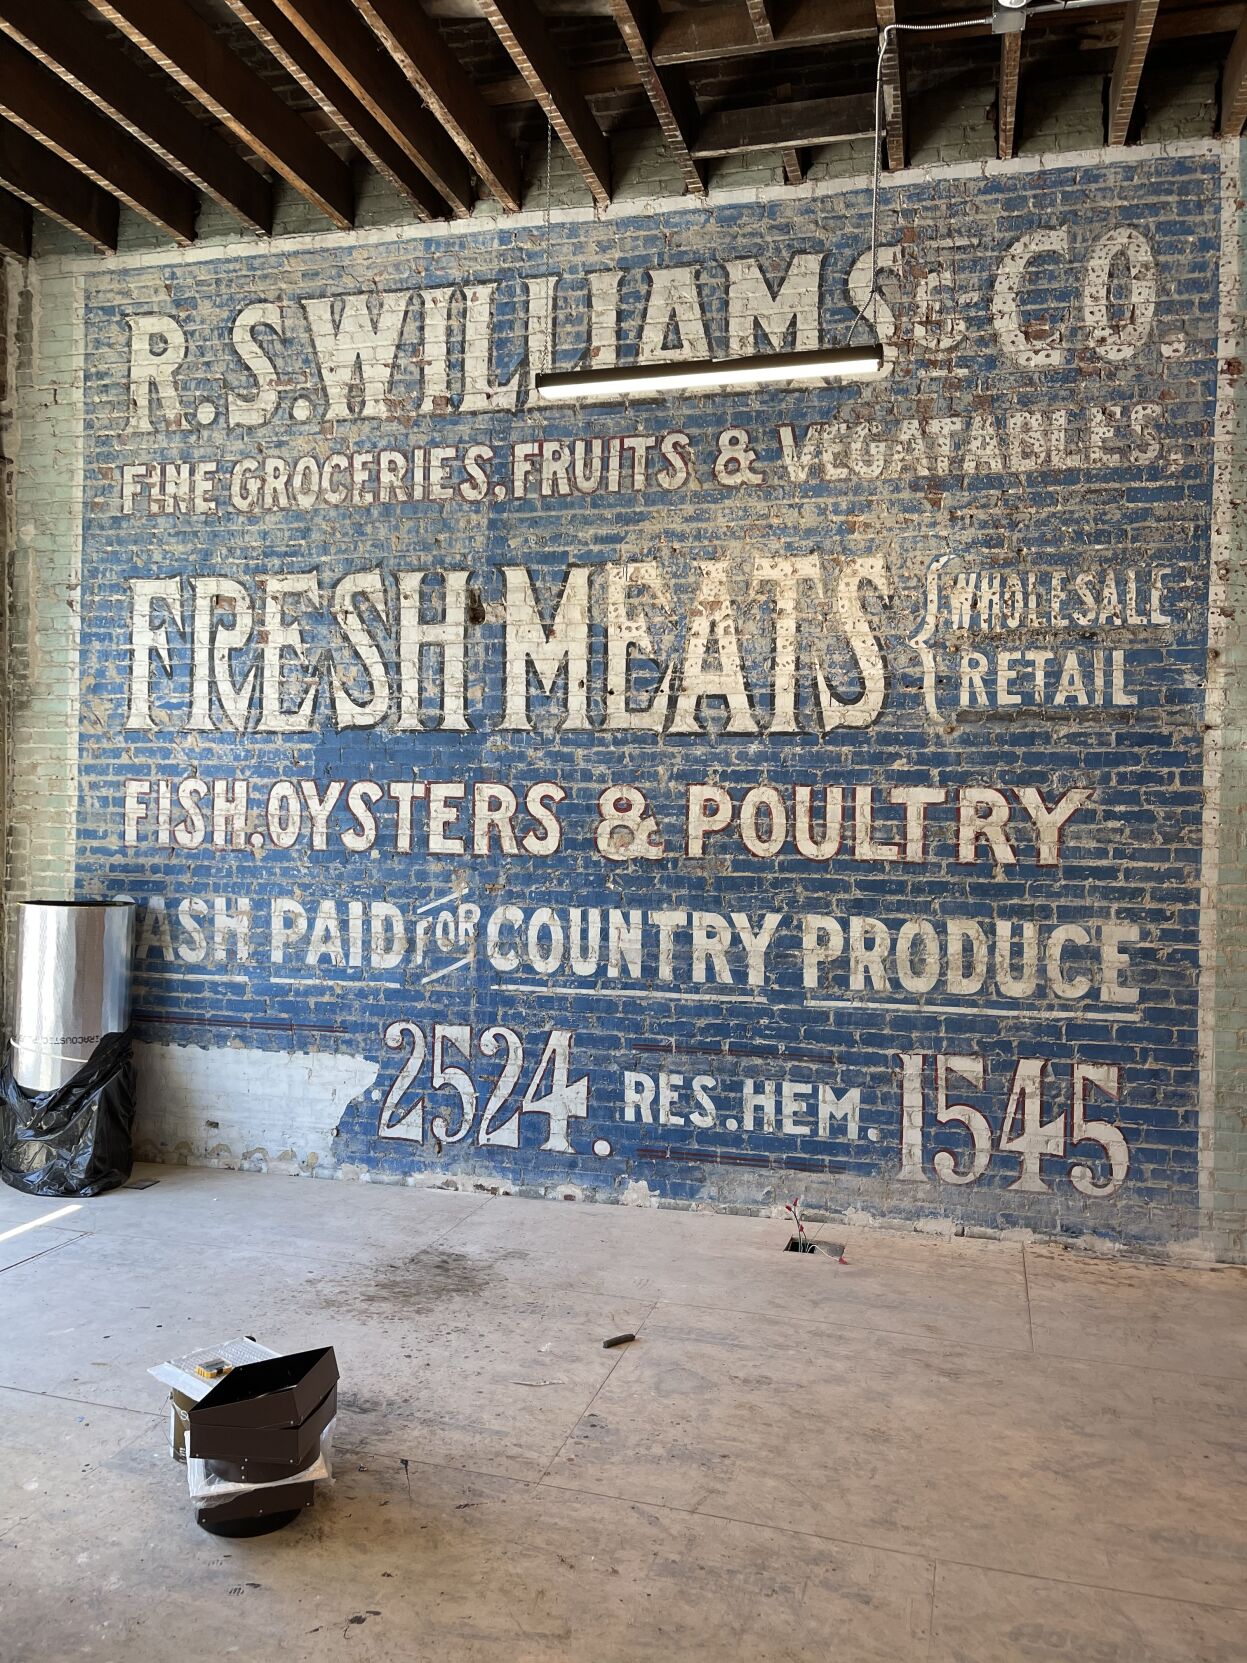 R.S. WILLIAMS & CO.
FINE GROCERIES, FRUITS & VEGATABLES,
FRESH MEATS { WHOLESALE
RETAIL
FISH, OYSTERS & POULTRY
CASH PAID FOR COUNTRY PRODUCE
.2524. RES. HEM. 1545